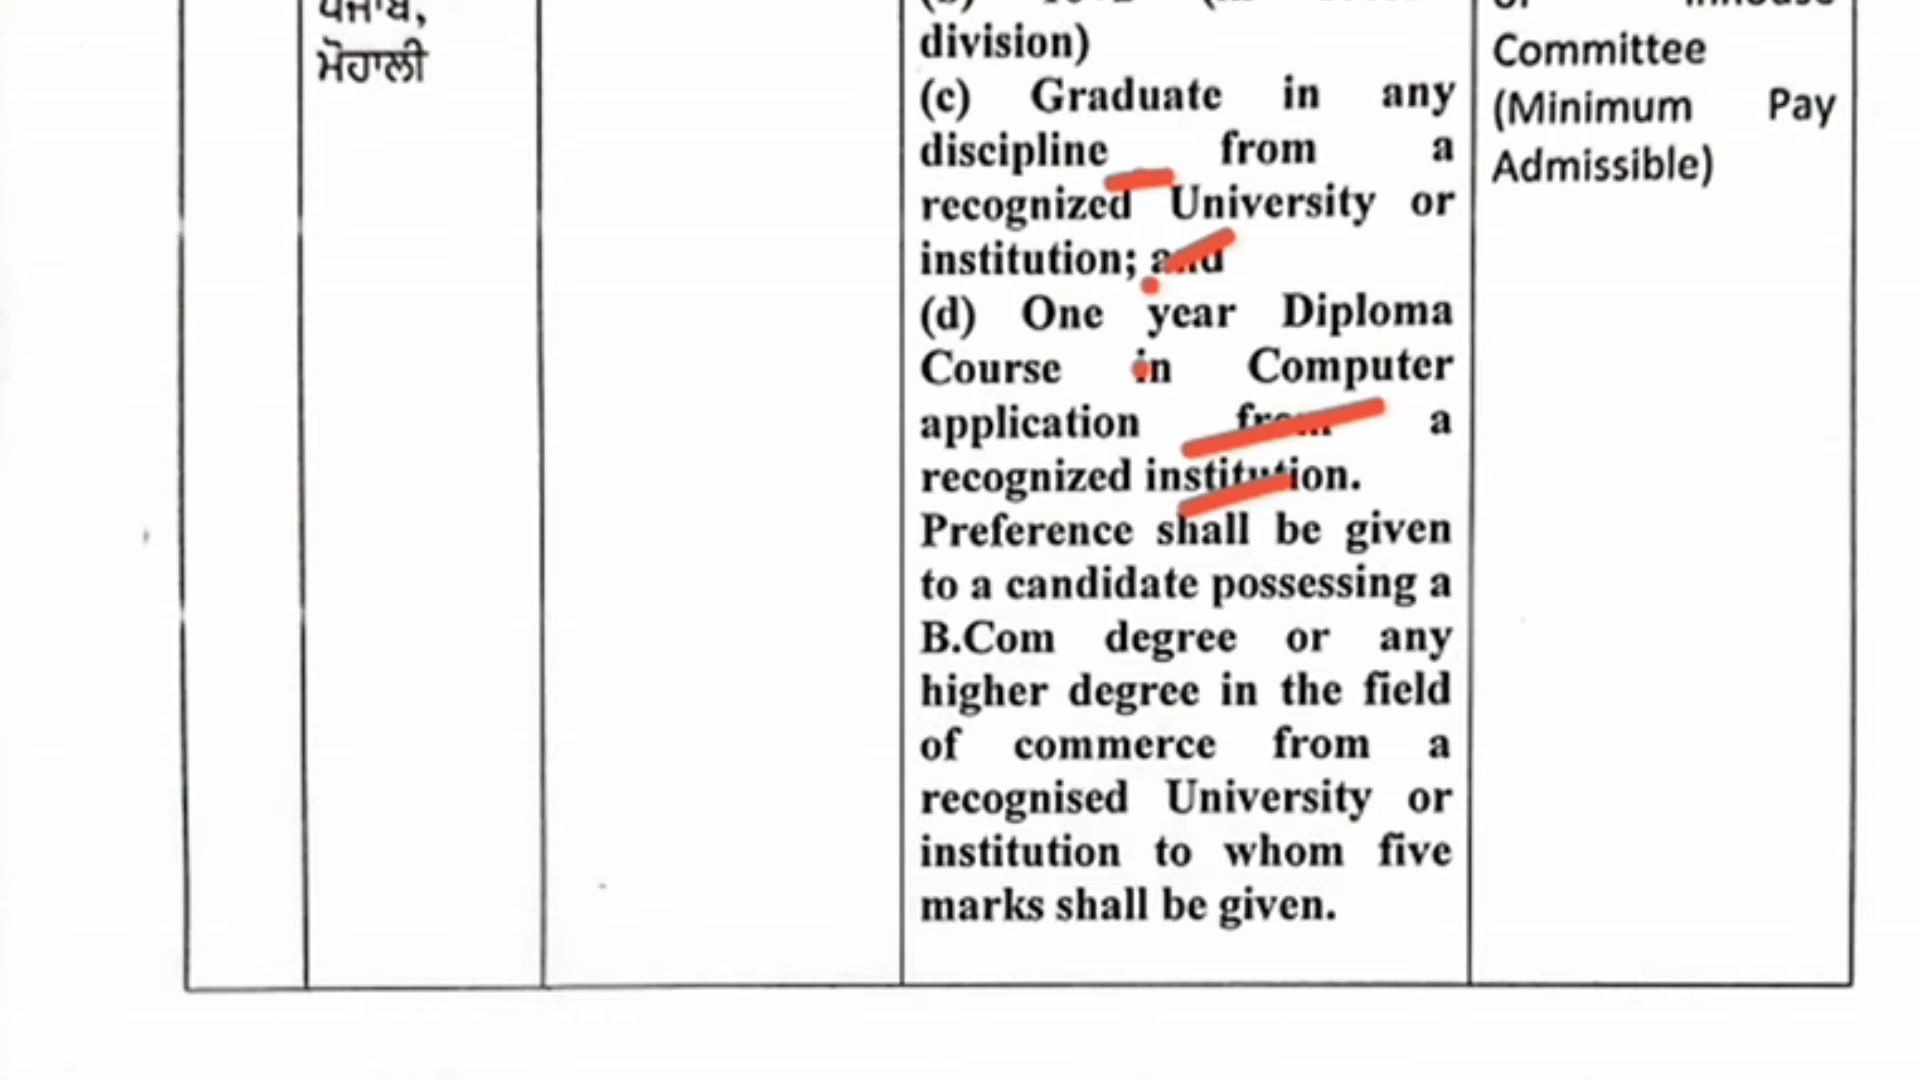 ਪੰਜਾਬ,
ਮੋਹਾਲੀ
division)
(c) Graduate in any
discipline from a
recognized University or
institution; and
(d) One year Diploma
Course in Computer
application from a
recognized institution.
Preference shall be given
to a candidate possessing a
B.Com degree or any
higher degree in the field
of commerce from a
recognised University or
institution to whom five
marks shall be given.
Committee
(Minimum Pay
Admissible)